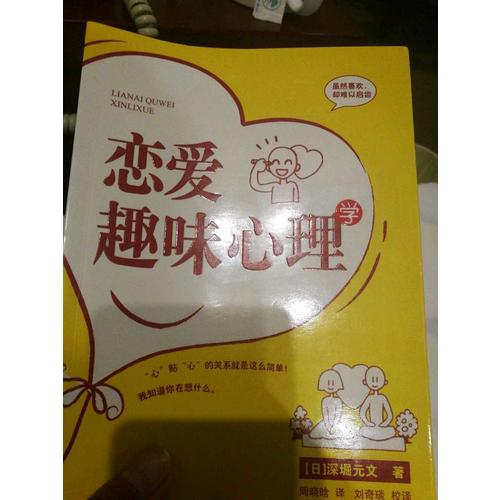 LIANAI QUWEI
XINLIXUE
虽然喜欢,
却难以启齿
恋爱
趣味心理学
“心”贴“心”的关系就是这么简单!
我知道你在想什么。
[日]深堀元文 著
周晓晗 译 刘奇琰 校译